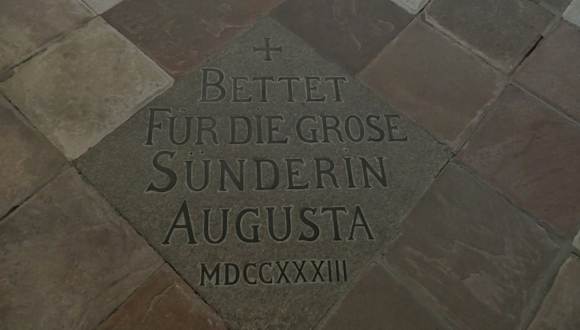 BETTET
FÜR DIE GROSE
SÜNDERIN
AUGUSTA
MDCCXXXIII